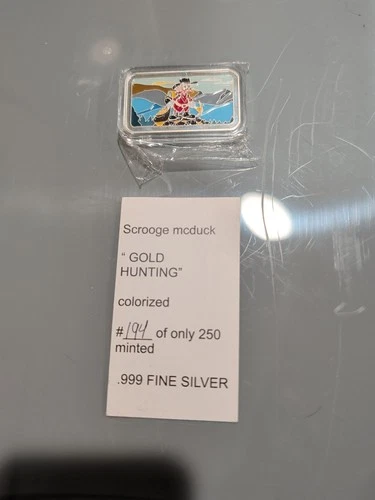 Scrooge mcduck
" GOLD
HUNTING"
colorized
#194 of only 250
minted
.999 FINE SILVER